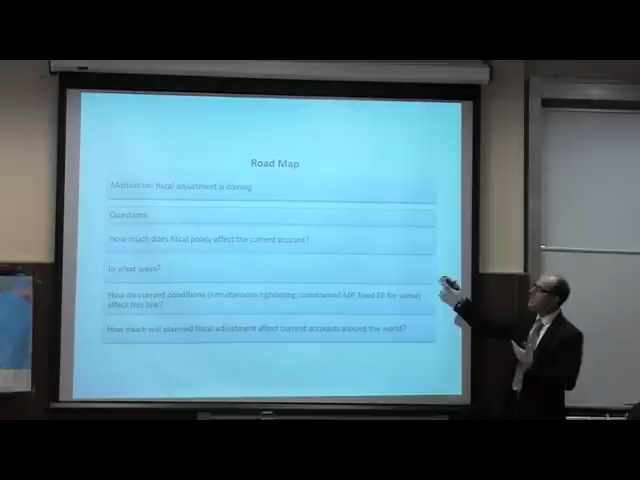 Road Map
Motivation: fiscal adjustment is coming
Questions:
How much does fiscal policy affect the current account?
In what ways?
How do current conditions (simultaneous tightening, constrained MP, fixed ER for some)
affect this link?
How much will planned fiscal adjustment affect current accounts around the world?